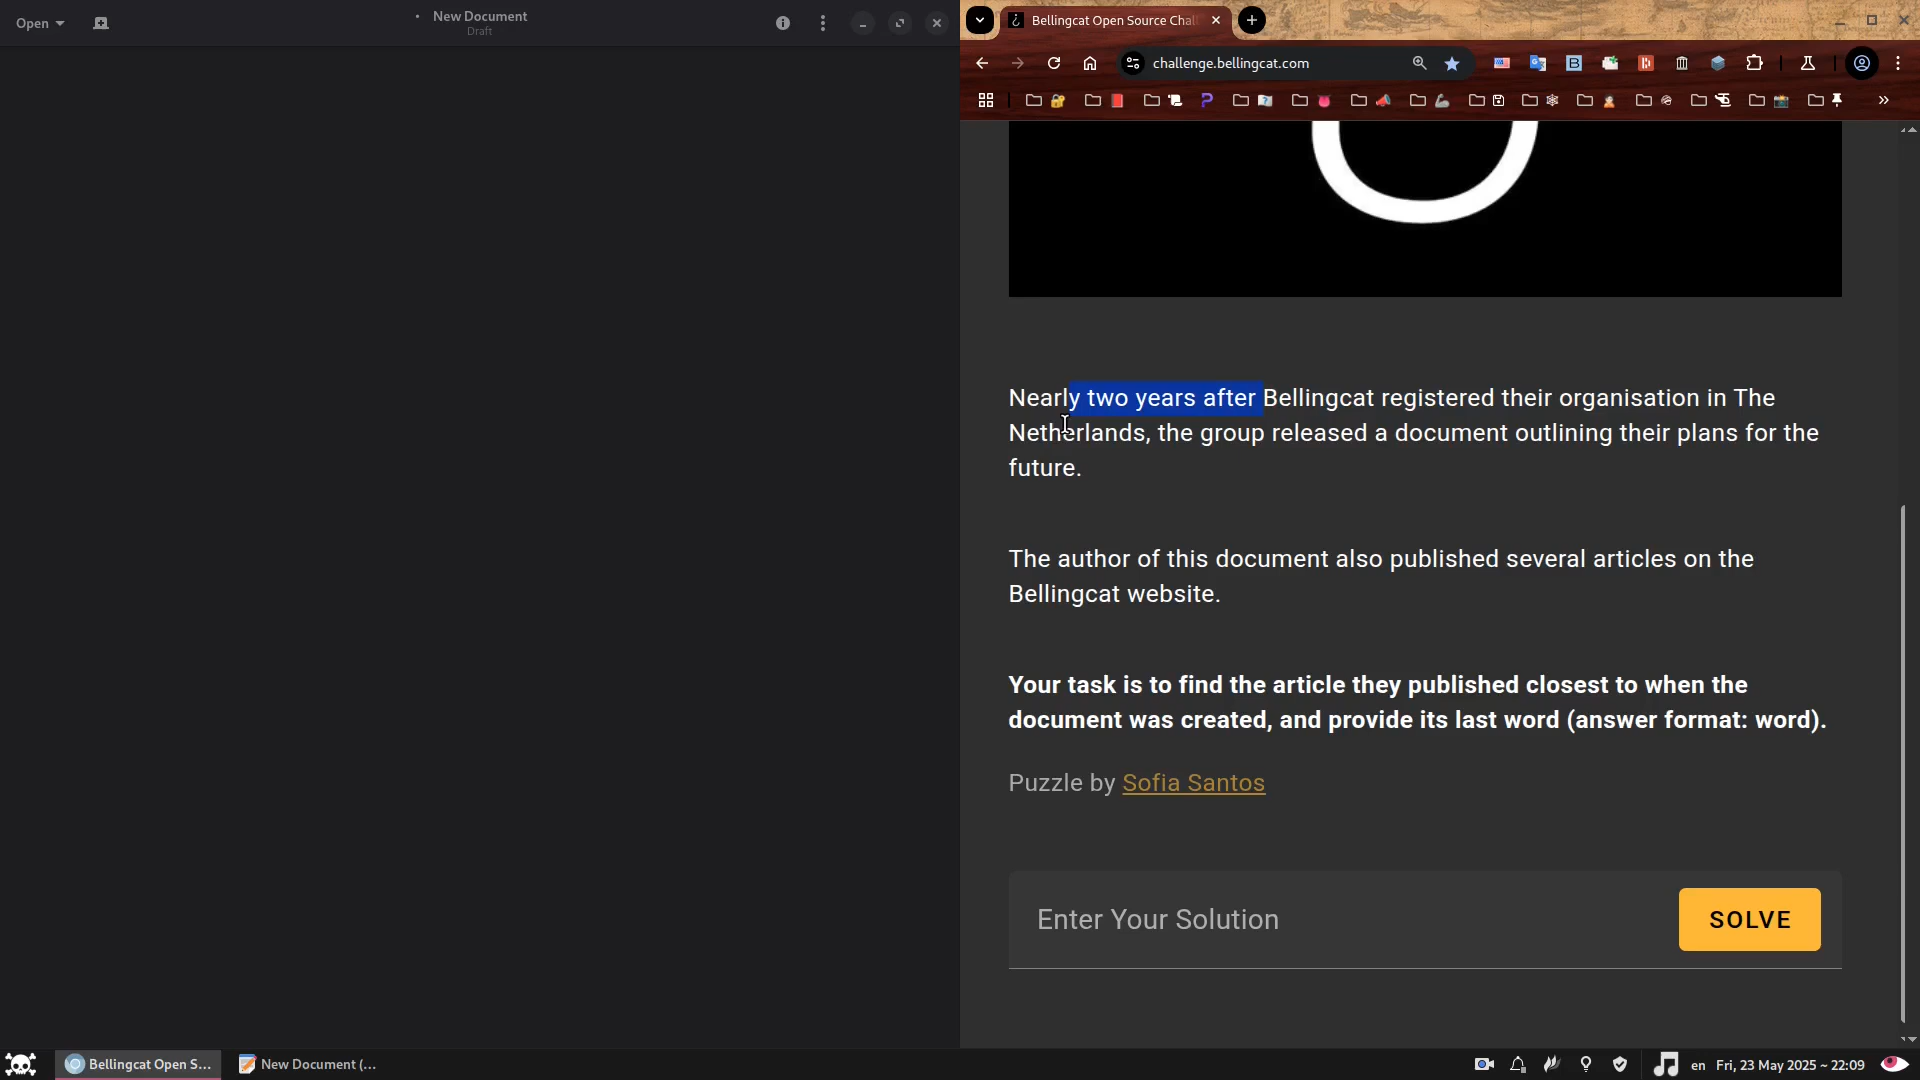 Open
New Document
Draft
Bellingcat Open Source Chal
challenge.bellingcat.com
Nearly two years after Bellingcat registered their organisation in The
Netherlands, the group released a document outlining their plans for the
future.
The author of this document also published several articles on the
Bellingcat website.
Your task is to find the article they published closest to when the
document was created, and provide its last word (answer format: word).
Puzzle by Sofia Santos
Enter Your Solution
SOLVE
Bellingcat Open S...
New Document (...
en
Fri, 23 May 2025 ~ 22:09